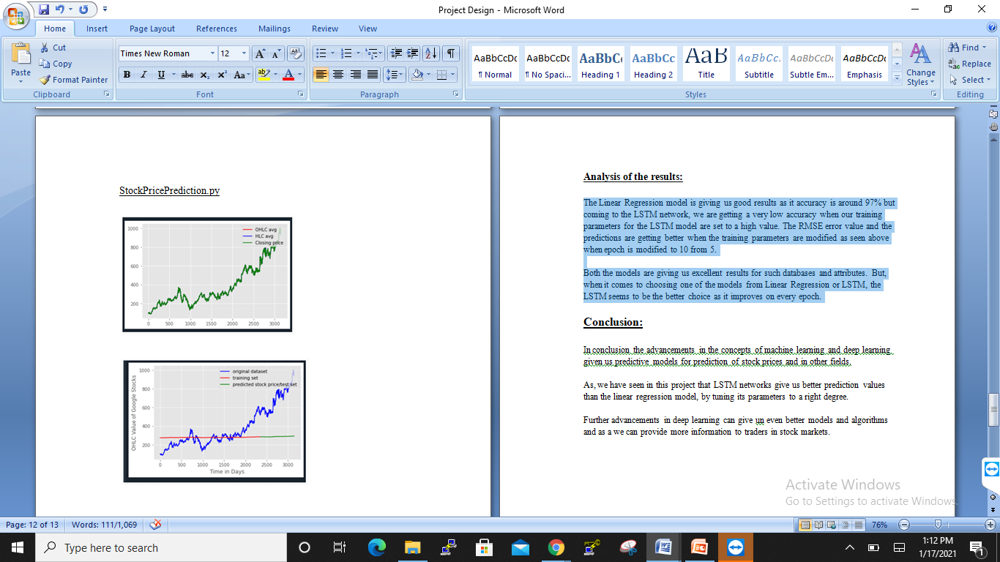 Project Design - Microsoft Word
Home Insert Page Layout References Mailings Review View
Paste
Cut
Copy
Format Painter
Clipboard
Times New Roman 12
B I U abc X₂ X² Aa
Font
Paragraph
AaBbCcDc AaBbCcDc AaBbC AaBbCc AaB AaBbCc. AaBbCcDc AaBbCcDc
¶ Normal ¶ No Spaci... Heading 1 Heading 2 Title Subtitle Subtle Em... Emphasis
Change
Styles
Styles
Find
Replace
Select
Editing
StockPricePrediction.py
OHLC avg
HLC avg
Closing price
1000
800
600
400
200
0 500 1000 1500 2000 2500 3000
original dataset
training set
predicted stock price/test set
OHLC Value of Google Stocks
1000
800
600
400
200
0 500 1000 1500 2000 2500 3000
Time in Days
Analysis of the results:
The Linear Regression model is giving us good results as it accuracy is around 97% but
coming to the LSTM network, we are getting a very low accuracy when our training
parameters for the LSTM model are set to a high value. The RMSE error value and the
predictions are getting better when the training parameters are modified as seen above
when epoch is modified to 10 from 5.
Both the models are giving us excellent results for such databases and attributes. But,
when it comes to choosing one of the models from Linear Regression or LSTM, the
LSTM seems to be the better choice as it improves on every epoch.
Conclusion:
In conclusion the advancements in the concepts of machine learning and deep learning
given us predictive models for prediction of stock prices and in other fields.
As, we have seen in this project that LSTM networks give us better prediction values
than the linear regression model, by tuning its parameters to a right degree.
Further advancements in deep learning can give un even better models and algorithms
and as a we can provide more information to traders in stock markets.
Activate Windows
Go to Settings to activate Windows.
Page: 12 of 13 Words: 111/1,069 76%
Type here to search
1:12 PM
1/17/2021
1